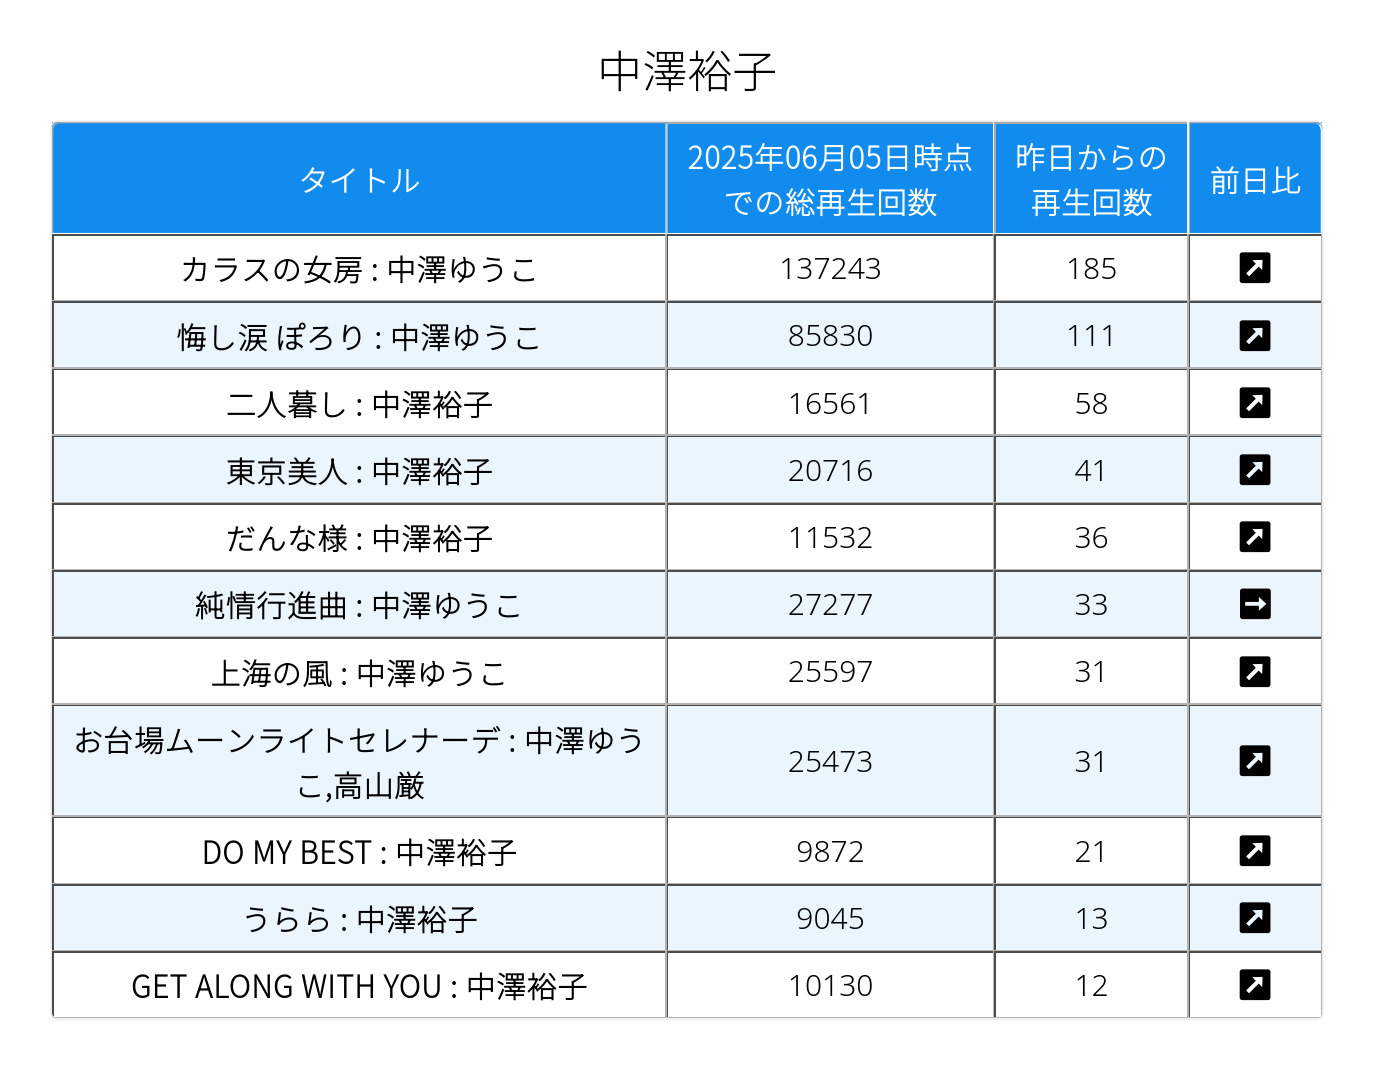 中澤裕子
タイトル
2025年06月05日時点
での総再生回数
昨日からの
再生回数
前日比
カラスの女房 : 中澤ゆうこ 137243 185
悔し涙 ぽろり : 中澤ゆうこ 85830 111
二人暮し : 中澤裕子 16561 58
東京美人 : 中澤裕子 20716 41
だんな様 : 中澤裕子 11532 36
純情行進曲 : 中澤ゆうこ 27277 33
上海の風 : 中澤ゆうこ 25597 31
お台場ムーンライトセレナーデ : 中澤ゆう
こ,高山厳 25473 31
DO MY BEST : 中澤裕子 9872 21
うらら : 中澤裕子 9045 13
GET ALONG WITH YOU : 中澤裕子 10130 12